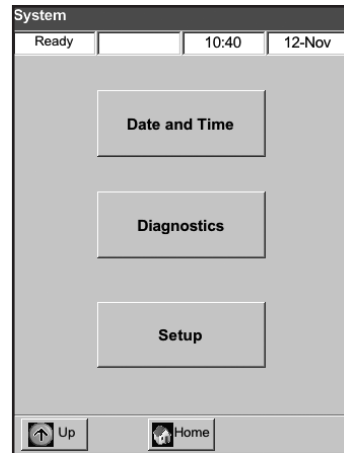 System
Ready 10:40 12-Nov
Date and Time
Diagnostics
Setup
Up Home